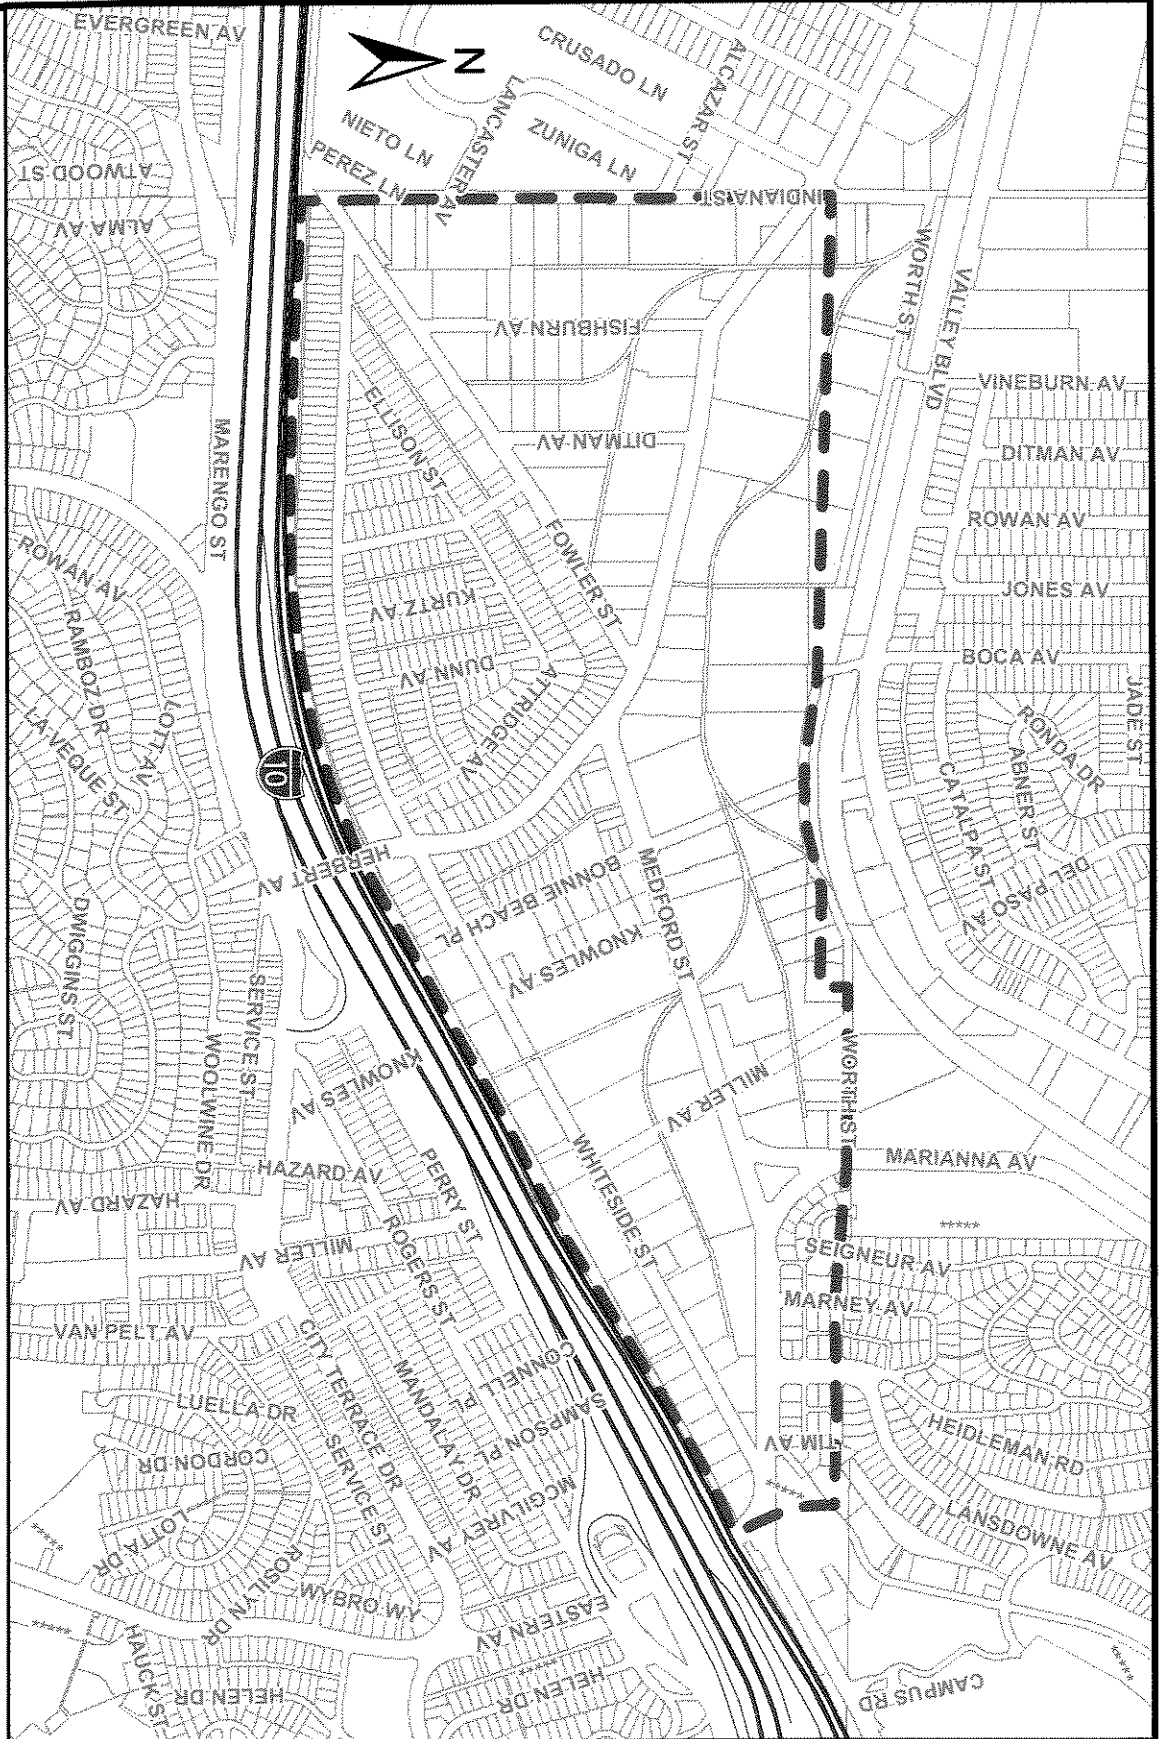 EVERGREEN AV
N
CRUSADO LN
ALCAZAR ST
LANCASTER AV
NIETO LN
ZUNIGA LN
PEREZ LN
ATWOOD ST
INDIANA ST
ALMA AV
WORTH ST
VALLEY BLVD
FISHBURN AV
VINEBURN AV
ELLISON ST
DITMAN AV
DITMAN AV
MARENGO ST
ROWAN AV
FOWLER ST
ROWAN AV
JONES AV
KURTZ AV
RAMBOZ DR
BOCA AV
DUNN AV
ATTRIDGE AV
JADE ST
LOTT AV
RONDA DR
LA VEQUE ST
10
ABNER ST
CATALPA ST
HERBERT AV
BONNIE BEACH PL
MEDFORD ST
DEL PASO AV
DWIGGINS ST
KNOWLES AV
SERVICE ST
WOOLWINE DR
KNOWLES AV
MILLER AV
WORTH ST
HAZARD AV
PERRY ST
WHITESIDE ST
MARIANNA AV
HAZARD AV
ROGERS ST
*****
MILLER AV
SEIGNEUR AV
MARNEY AV
VAN PELT AV
CITY TERRACE DR
CONNELL PL
MANDALAY DR
SAMPSON PL
LUELLA DR
HEIDLEMAN RD
TIM AV
CORDON DR
SERVICE ST
MCGILVREY AV
*****
LANSDOWNE AV
*****
LOTTA DR
ROSILYN DR
WYBRO WY
EASTERN AV
*****
HAUCK ST
*****
*****
HELEN DR
HELEN DR
CAMPUS RD